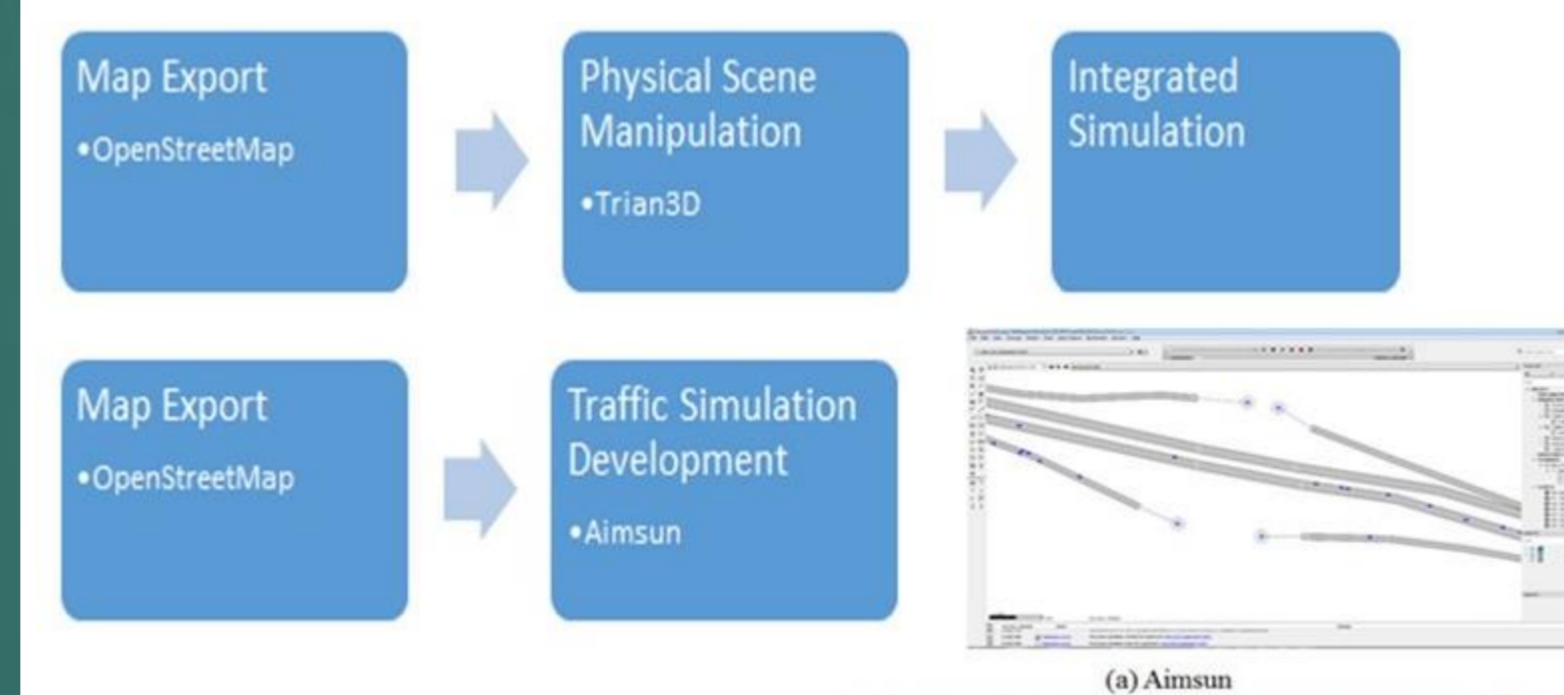 Map Export
•OpenStreetMap
Physical Scene
Manipulation
•Trian3D
Integrated
Simulation
Map Export
•OpenStreetMap
Traffic Simulation
Development
•Aimsun
(a) Aimsun